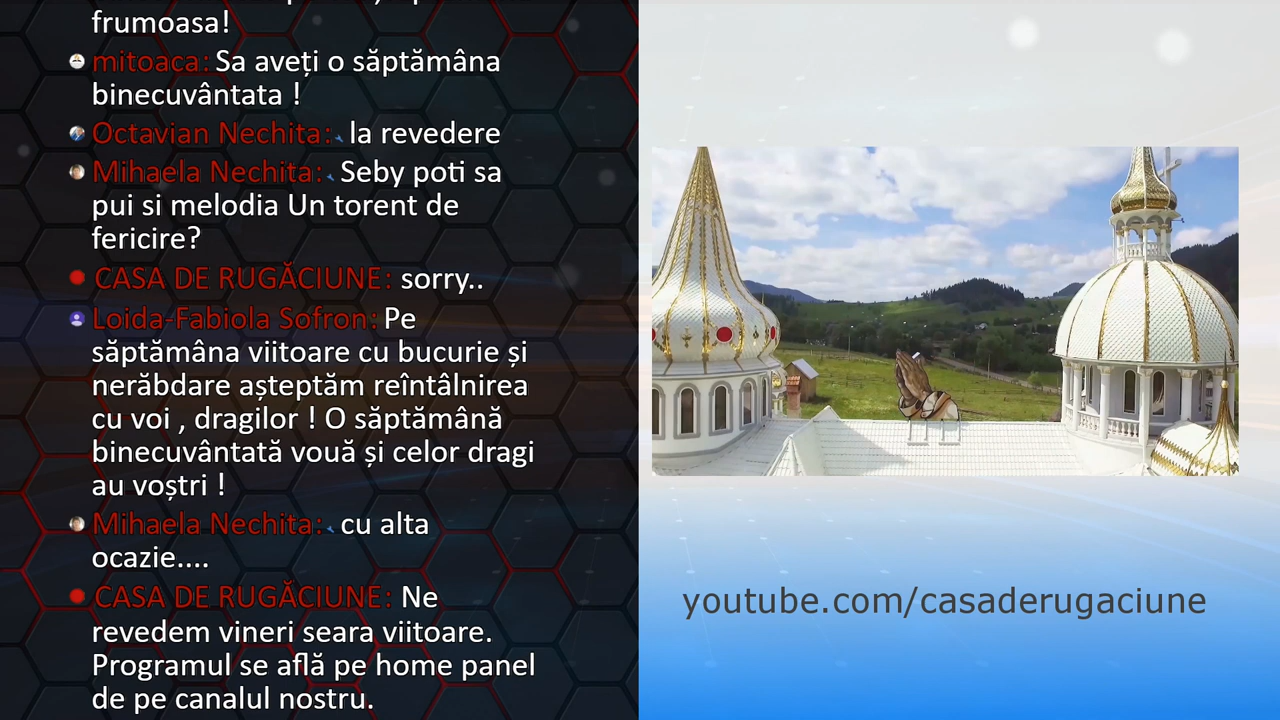 frumoasa!
mitoaca: Sa aveți o săptămâna
binecuvântata !
Octavian Nechita: la revedere
Mihaela Nechita: Seby poti sa
pui si melodia Un torent de
fericire?
CASA DE RUGĂCIUNE: sorry..
Loida-Fabiola Sofron: Pe
săptămâna viitoare cu bucurie și
nerăbdare așteptăm reîntâlnirea
cu voi , dragilor ! O săptămână
binecuvântată vouă și celor dragi
au voștri !
Mihaela Nechita: cu alta
ocazie....
CASA DE RUGĂCIUNE: Ne
revedem vineri seara viitoare.
Programul se află pe home panel
de pe canalul nostru.
youtube.com/casaderugaciune